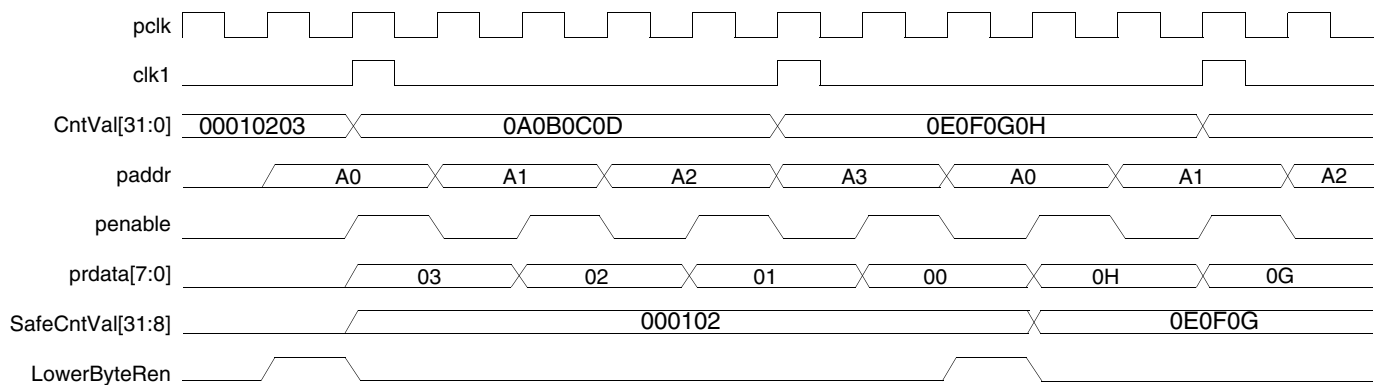 pclk
clk1
CntVal[31:0] 00010203 0A0B0C0D 0E0F0G0H
paddr A0 A1 A2 A3 A0 A1 A2
penable
prdata[7:0] 03 02 01 00 0H 0G
SafeCntVal[31:8] 000102 0E0F0G
LowerByteRen